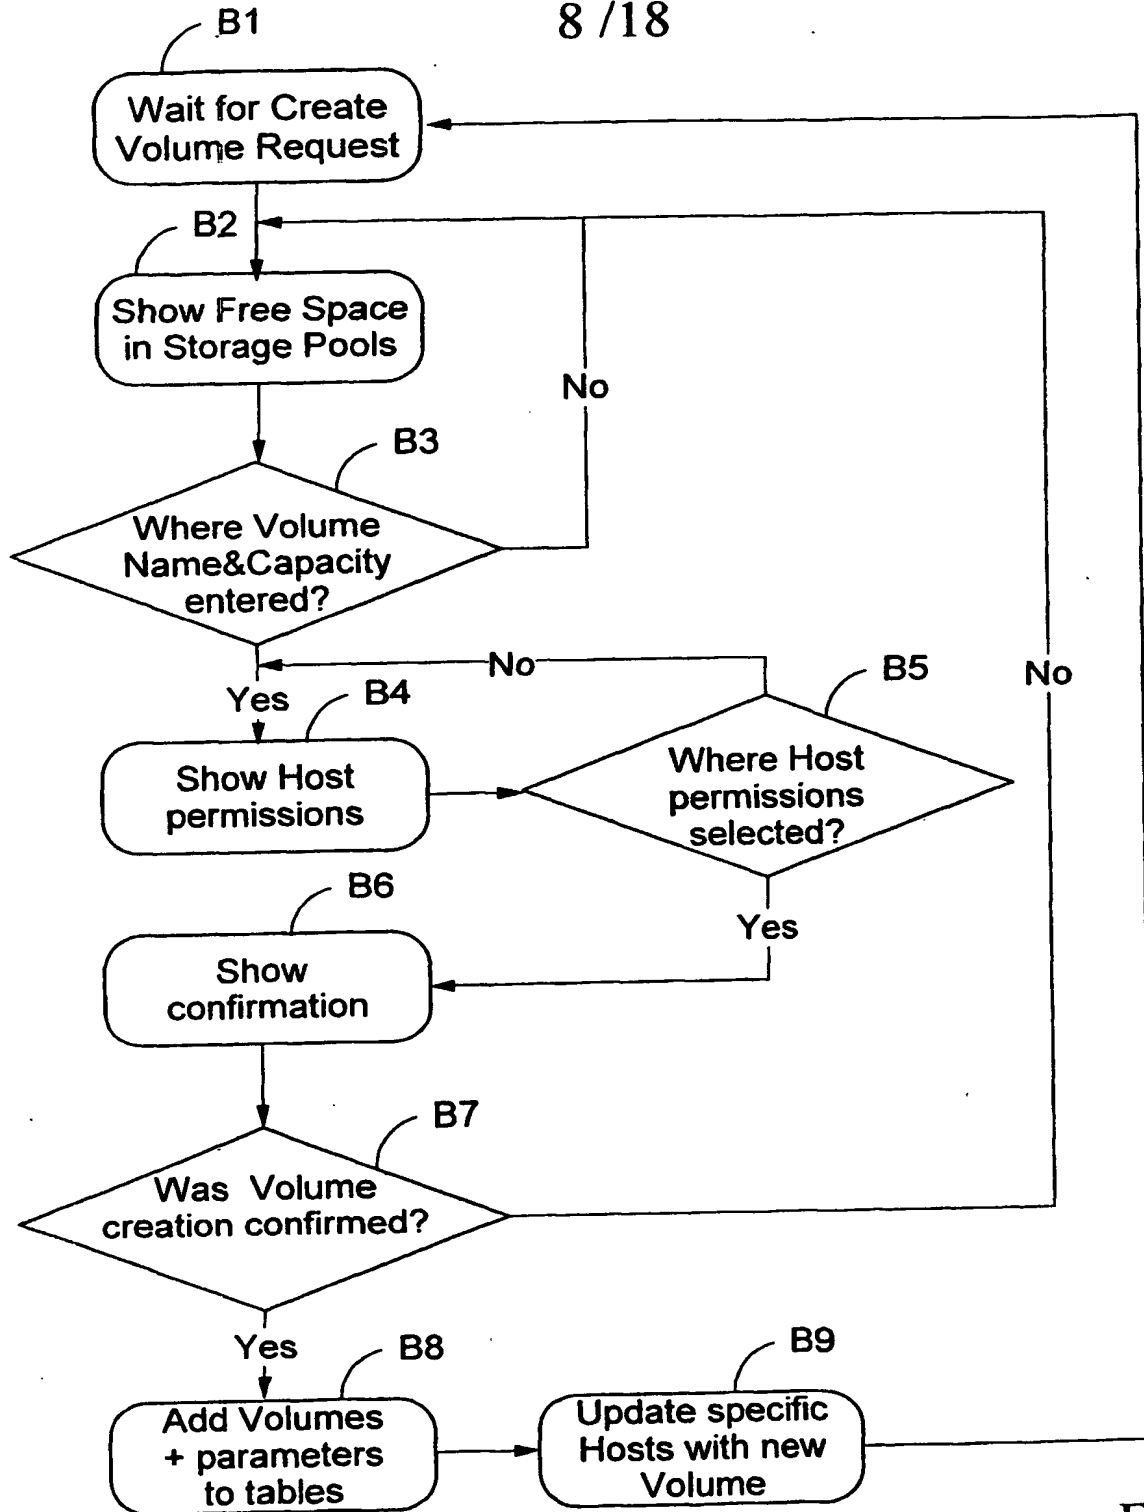 8 /18
B1
Wait for Create
Volume Request
B2
Show Free Space
in Storage Pools
No
B3
Where Volume
Name&Capacity
entered?
No
Yes
B4
Show Host
permissions
B5
Where Host
permissions
selected?
No
Yes
B6
Show
confirmation
B7
Was Volume
creation confirmed?
Yes
B8
Add Volumes
+ parameters
to tables
B9
Update specific
Hosts with new
Volume